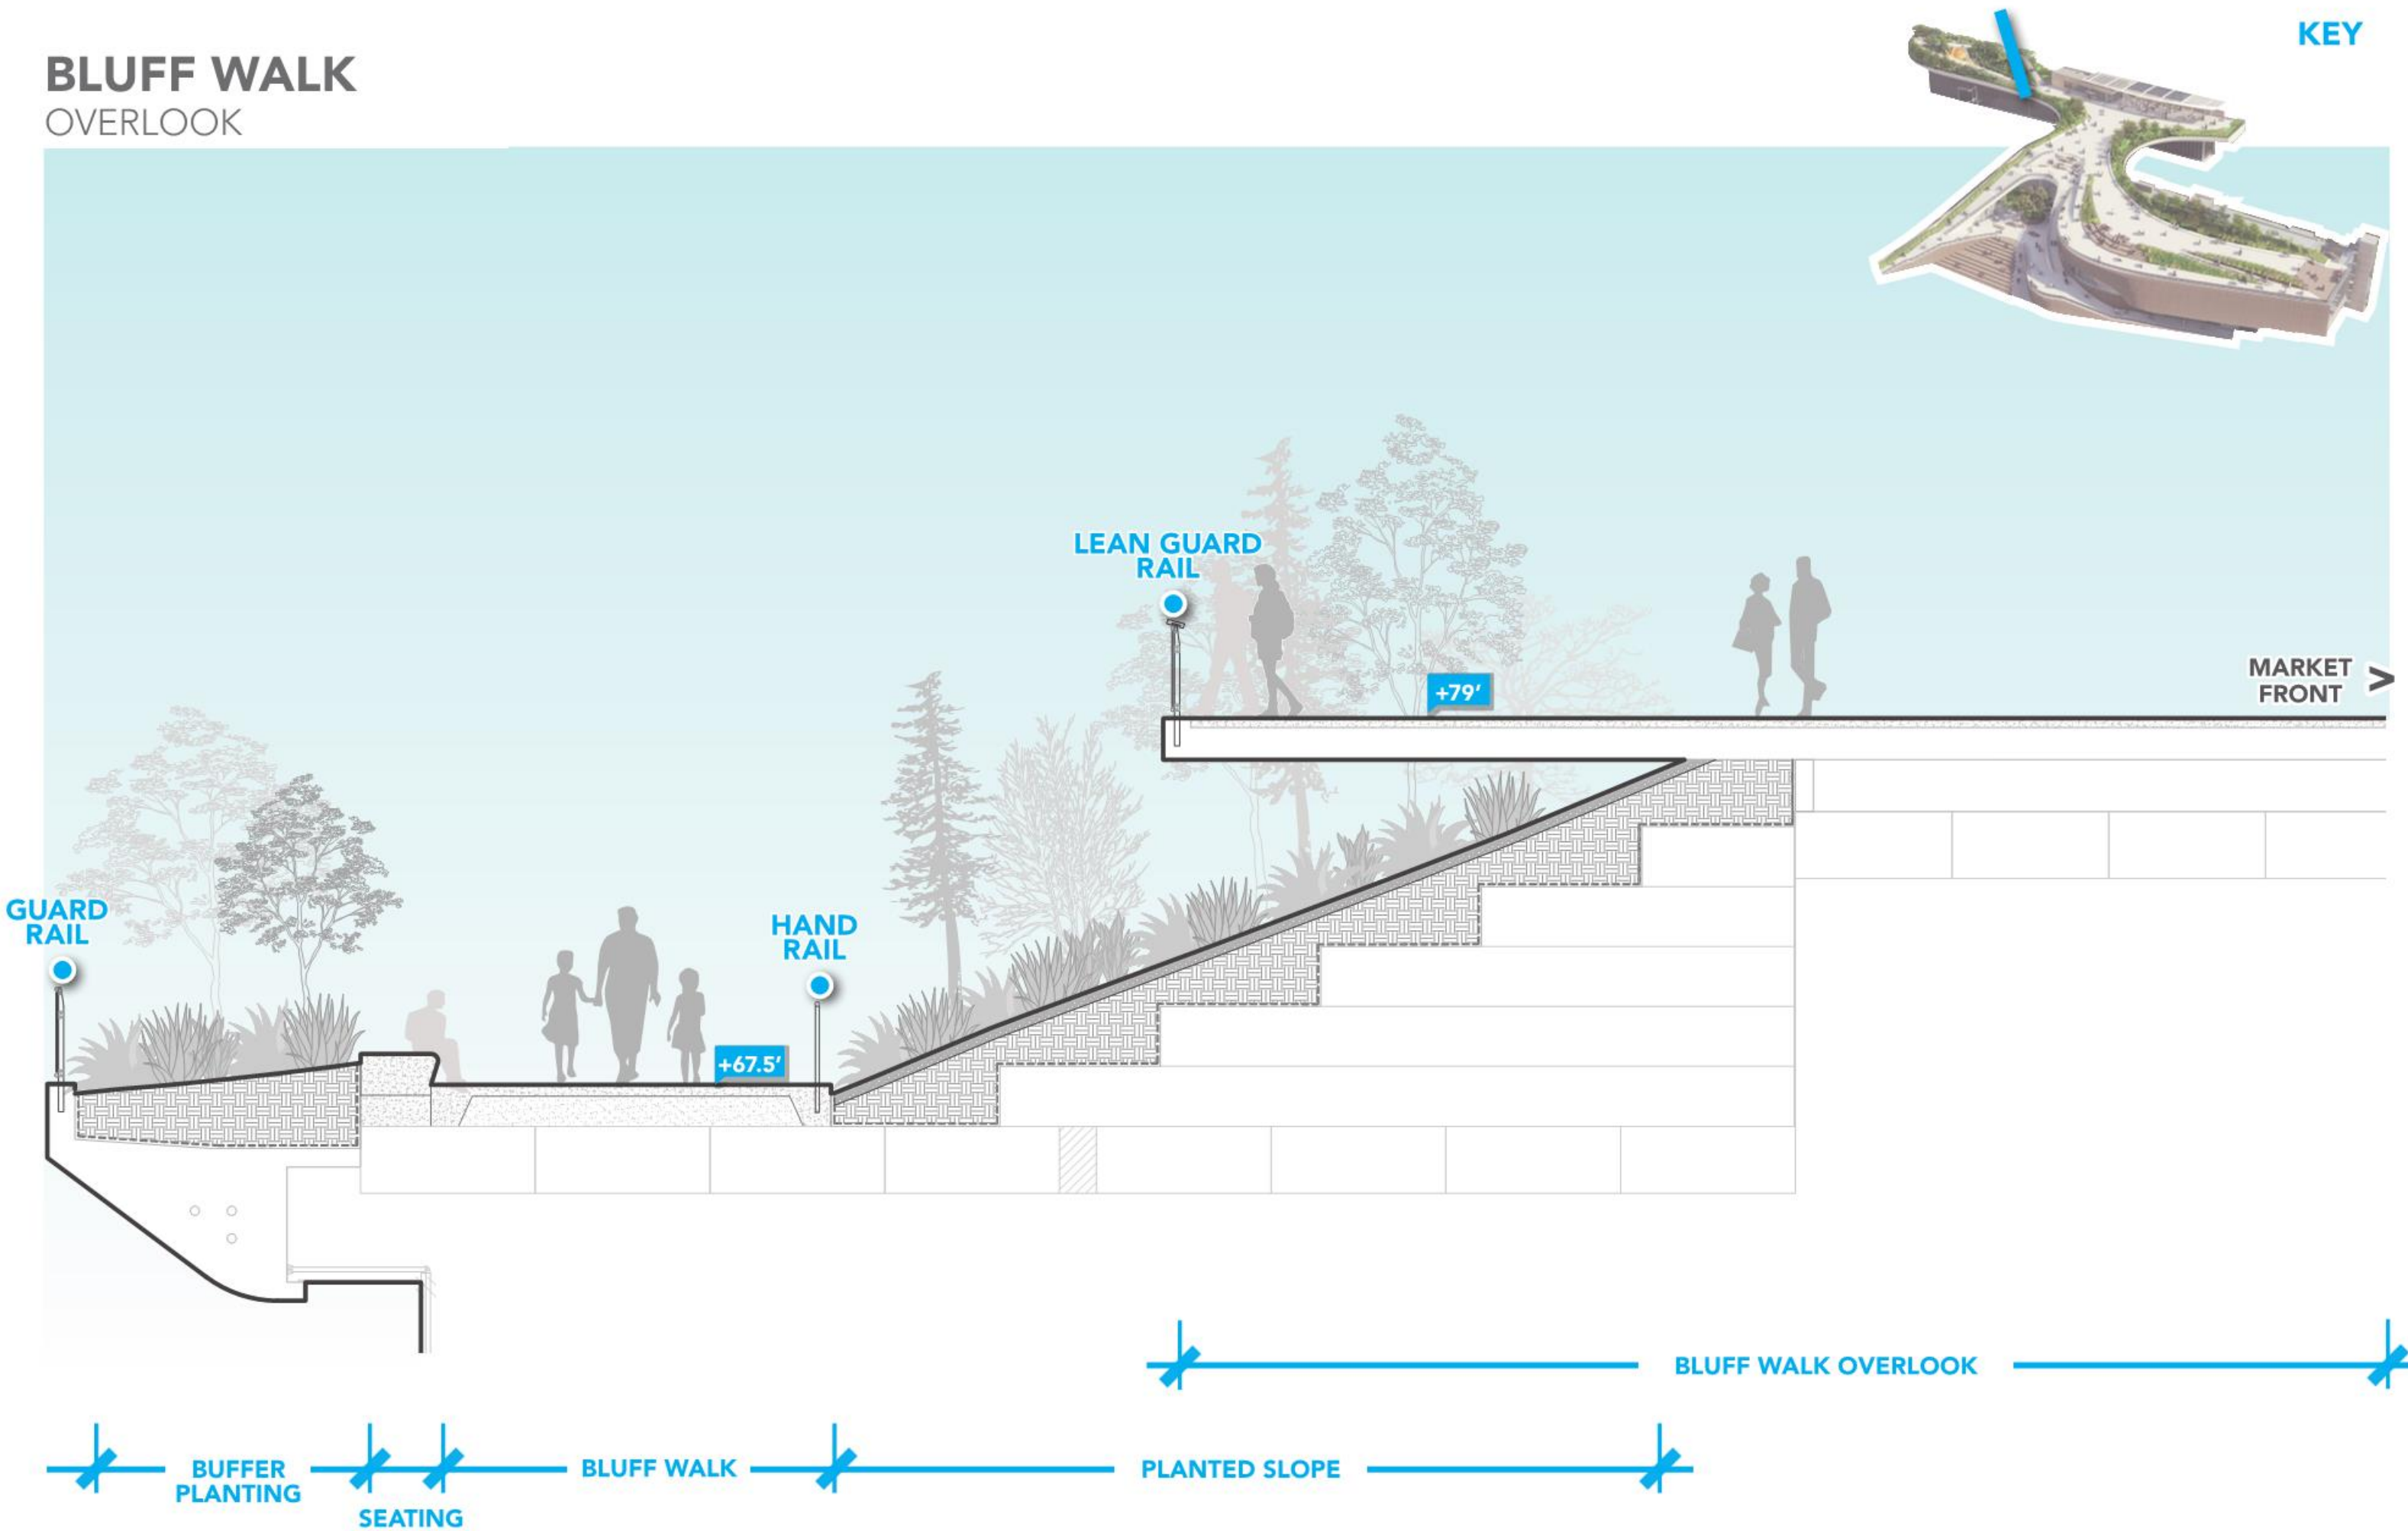 BLUFF WALK
OVERLOOK
KEY
LEAN GUARD
RAIL
+79'
MARKET
FRONT >
GUARD
RAIL
HAND
RAIL
+67.5'
BLUFF WALK OVERLOOK
BUFFER
PLANTING
SEATING
BLUFF WALK
PLANTED SLOPE